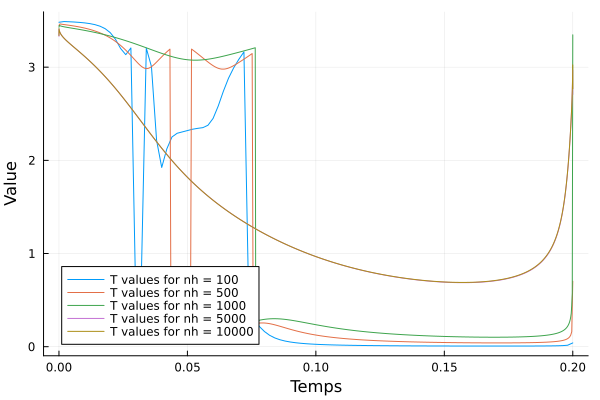 3
2
1
0
Value
T values for nh = 100
T values for nh = 500
T values for nh = 1000
T values for nh = 5000
T values for nh = 10000
0.00 0.05 0.10 0.15 0.20
Temps